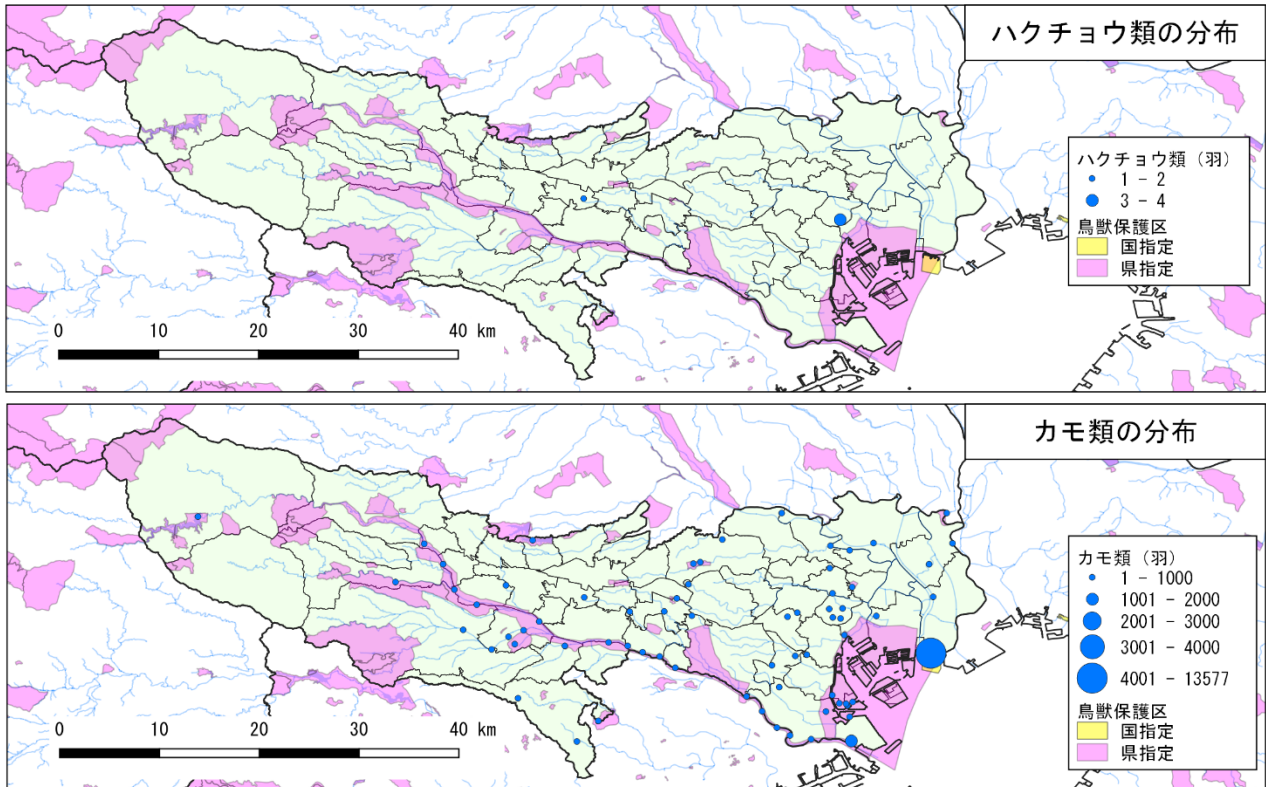 ハクチョウ類の分布
ハクチョウ類（羽）
1 － 2
3 － 4
鳥獣保護区
国指定
県指定
0 10 20 30 40 km
カモ類の分布
カモ類（羽）
1 － 1000
1001 － 2000
2001 － 3000
3001 － 4000
4001 － 13577
鳥獣保護区
国指定
県指定
0 10 20 30 40 km